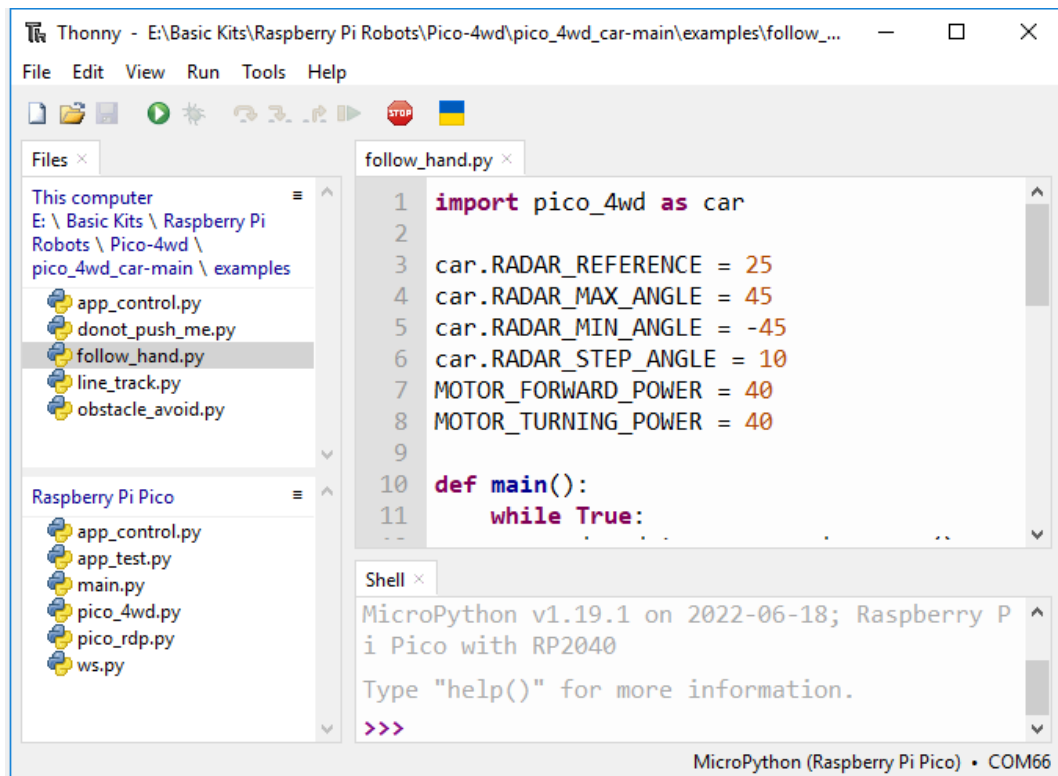 Thonny - E:\Basic Kits\Raspberry Pi Robots\Pico-4wd\pico_4wd_car-main\examples\follow_...
File Edit View Run Tools Help
STOP
Files
This computer
E: \ Basic Kits \ Raspberry Pi
Robots \ Pico-4wd \
pico_4wd_car-main \ examples
app_control.py
donot_push_me.py
follow_hand.py
line_track.py
obstacle_avoid.py
Raspberry Pi Pico
app_control.py
app_test.py
main.py
pico_4wd.py
pico_rdp.py
ws.py
follow_hand.py
1 import pico_4wd as car
2
3 car.RADAR_REFERENCE = 25
4 car.RADAR_MAX_ANGLE = 45
5 car.RADAR_MIN_ANGLE = -45
6 car.RADAR_STEP_ANGLE = 10
7 MOTOR_FORWARD_POWER = 40
8 MOTOR_TURNING_POWER = 40
9
10 def main():
11     while True:
Shell
MicroPython v1.19.1 on 2022-06-18; Raspberry P
i Pico with RP2040
Type "help()" for more information.
>>>
MicroPython (Raspberry Pi Pico) • COM66